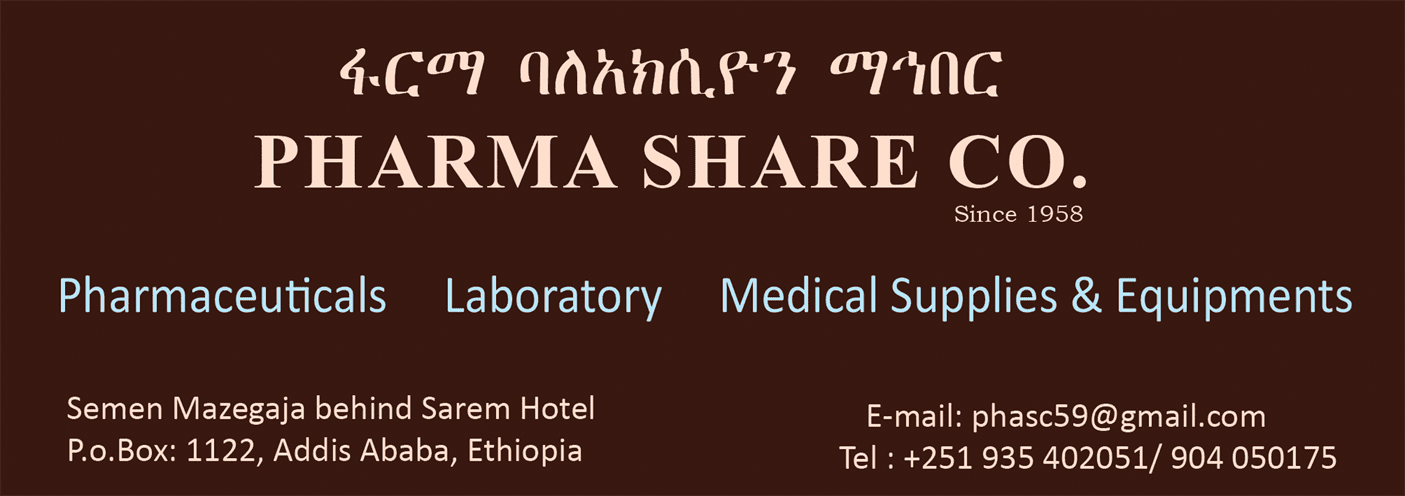 ፋርማ ባለአክሲዮን ማኅበር
PHARMA SHARE CO.
Since 1958
Pharmaceuticals Laboratory Medical Supplies & Equipments
Semen Mazegaja behind Sarem Hotel
P.o.Box: 1122, Addis Ababa, Ethiopia
E-mail: phasc59@gmail.com
Tel : +251 935 402051/ 904 050175